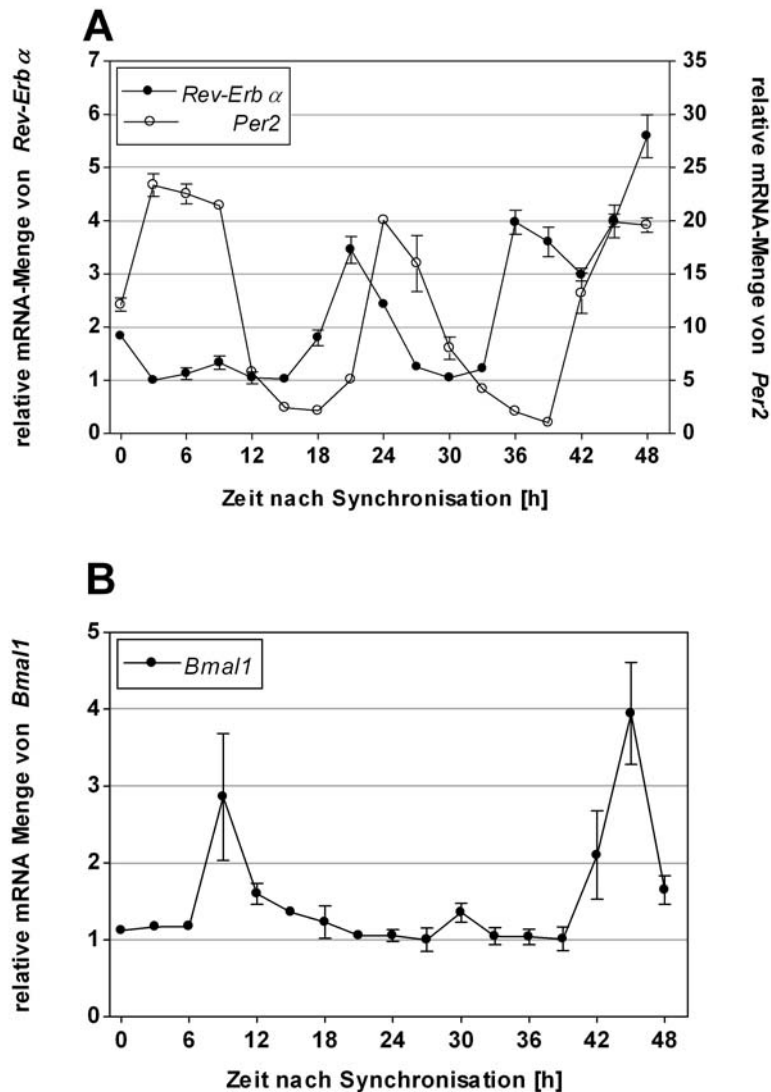 A
relative mRNA-Menge von Rev-Erb α
7
6
5
4
3
2
1
0
Rev-Erb α
Per2
35
30
25
20
15
10
5
0
relative mRNA-Menge von Per2
0 6 12 18 24 30 36 42 48
Zeit nach Synchronisation [h]
B
relative mRNA Menge von Bmal1
5
4
3
2
1
0
Bmal1
0 6 12 18 24 30 36 42 48
Zeit nach Synchronisation [h]